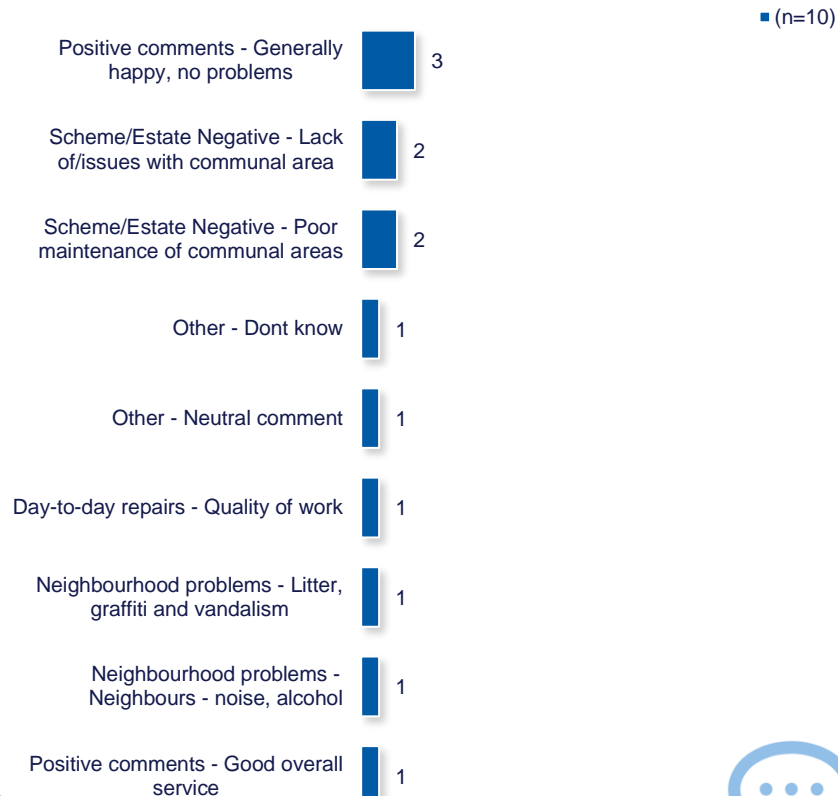 (n=10)
Positive comments - Generally
happy, no problems
3
Scheme/Estate Negative - Lack
of/issues with communal area
2
Scheme/Estate Negative - Poor
maintenance of communal areas
2
Other - Dont know
1
Other - Neutral comment
1
Day-to-day repairs - Quality of work
1
Neighbourhood problems - Litter,
graffiti and vandalism
1
Neighbourhood problems -
Neighbours - noise, alcohol
1
Positive comments - Good overall
service
1